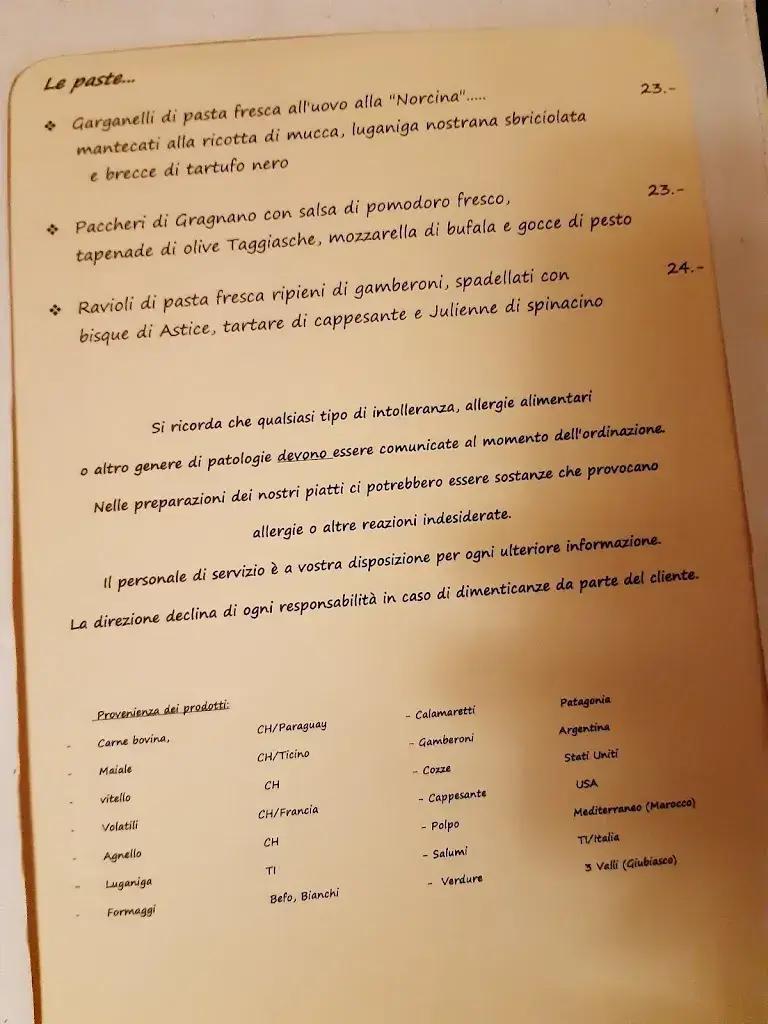 Le paste...
❖ Garganelli di pasta fresca all'uovo alla "Norcina"..... 23.-
mantecati alla ricotta di mucca, luganiga nostrana sbriciolata
e brecce di tartufo nero
❖ Paccheri di Gragnano con salsa di pomodoro fresco, 23.-
tapenade di olive Taggiasche, mozzarella di bufala e gocce di pesto
❖ Ravioli di pasta fresca ripieni di gamberoni, spadellati con 24.-
bisque di Astice, tartare di cappesante e Julienne di spinacino
Si ricorda che qualsiasi tipo di intolleranza, allergie alimentari
o altro genere di patologie devono essere comunicate al momento dell'ordinazione.
Nelle preparazioni dei nostri piatti ci potrebbero essere sostanze che provocano
allergie o altre reazioni indesiderate.
Il personale di servizio è a vostra disposizione per ogni ulteriore informazione.
La direzione declina di ogni responsabilità in caso di dimenticanze da parte del cliente.
Provenienza dei prodotti:
- Carne bovina, CH/Paraguay - Calamaretti Patagonia
- Maiale CH/Ticino - Gamberoni Argentina
- vitello CH - Cozze Stati Uniti
- Volatili CH/Francia - Cappesante USA
- Agnello CH - Polpo Mediterraneo (Marocco)
- Luganiga TI - Salumi TI/Italia
- Formaggi Befo, Bianchi - Verdure 3 Valli (Giubiasco)